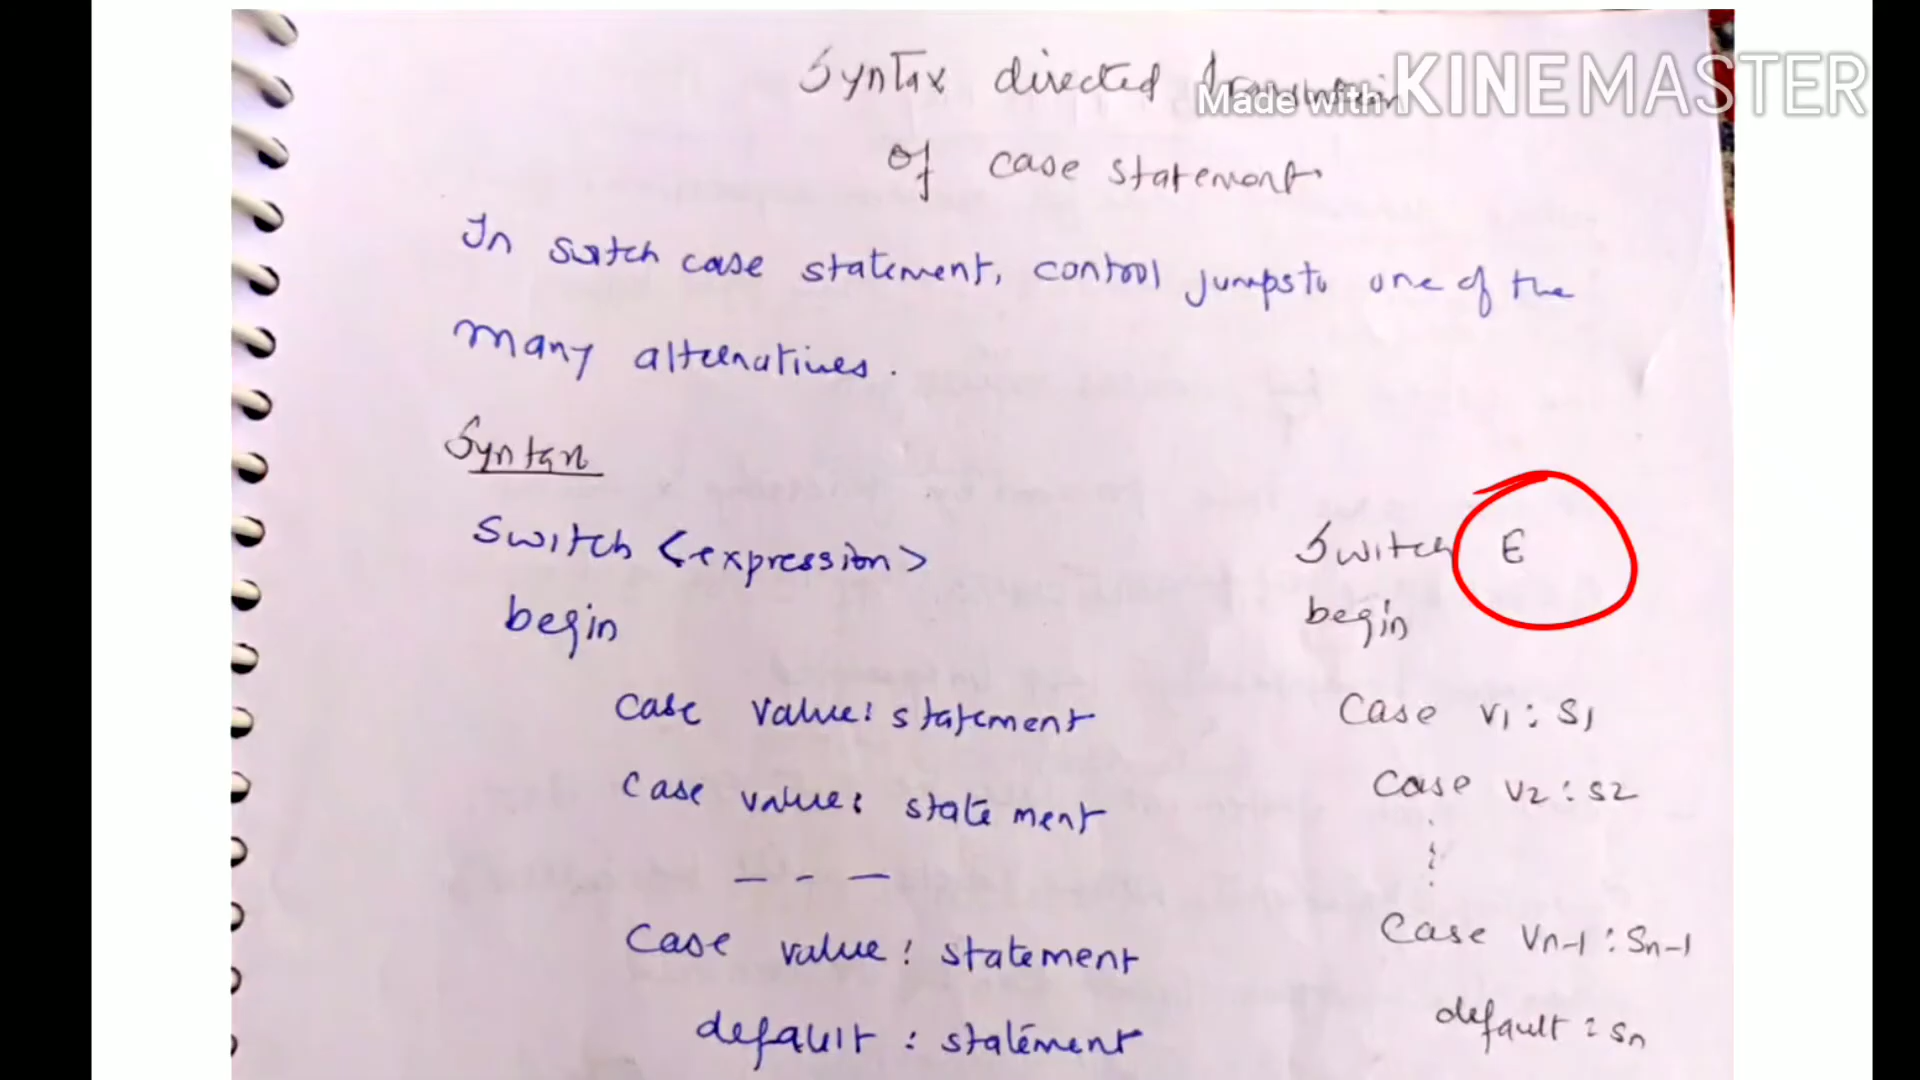 Syntax directed
Made with KINEMASTER
of case statement
In switch case statement, control jumps to one of the
many alternatives.
Syntax
Switch <expression>
begin
Case value: statement
Case value: statement
— - —
Case value: statement
default : statement
Switch E
begin
Case v1 : S1
Case v2 : S2
⋮
Case vn-1 : Sn-1
default : Sn